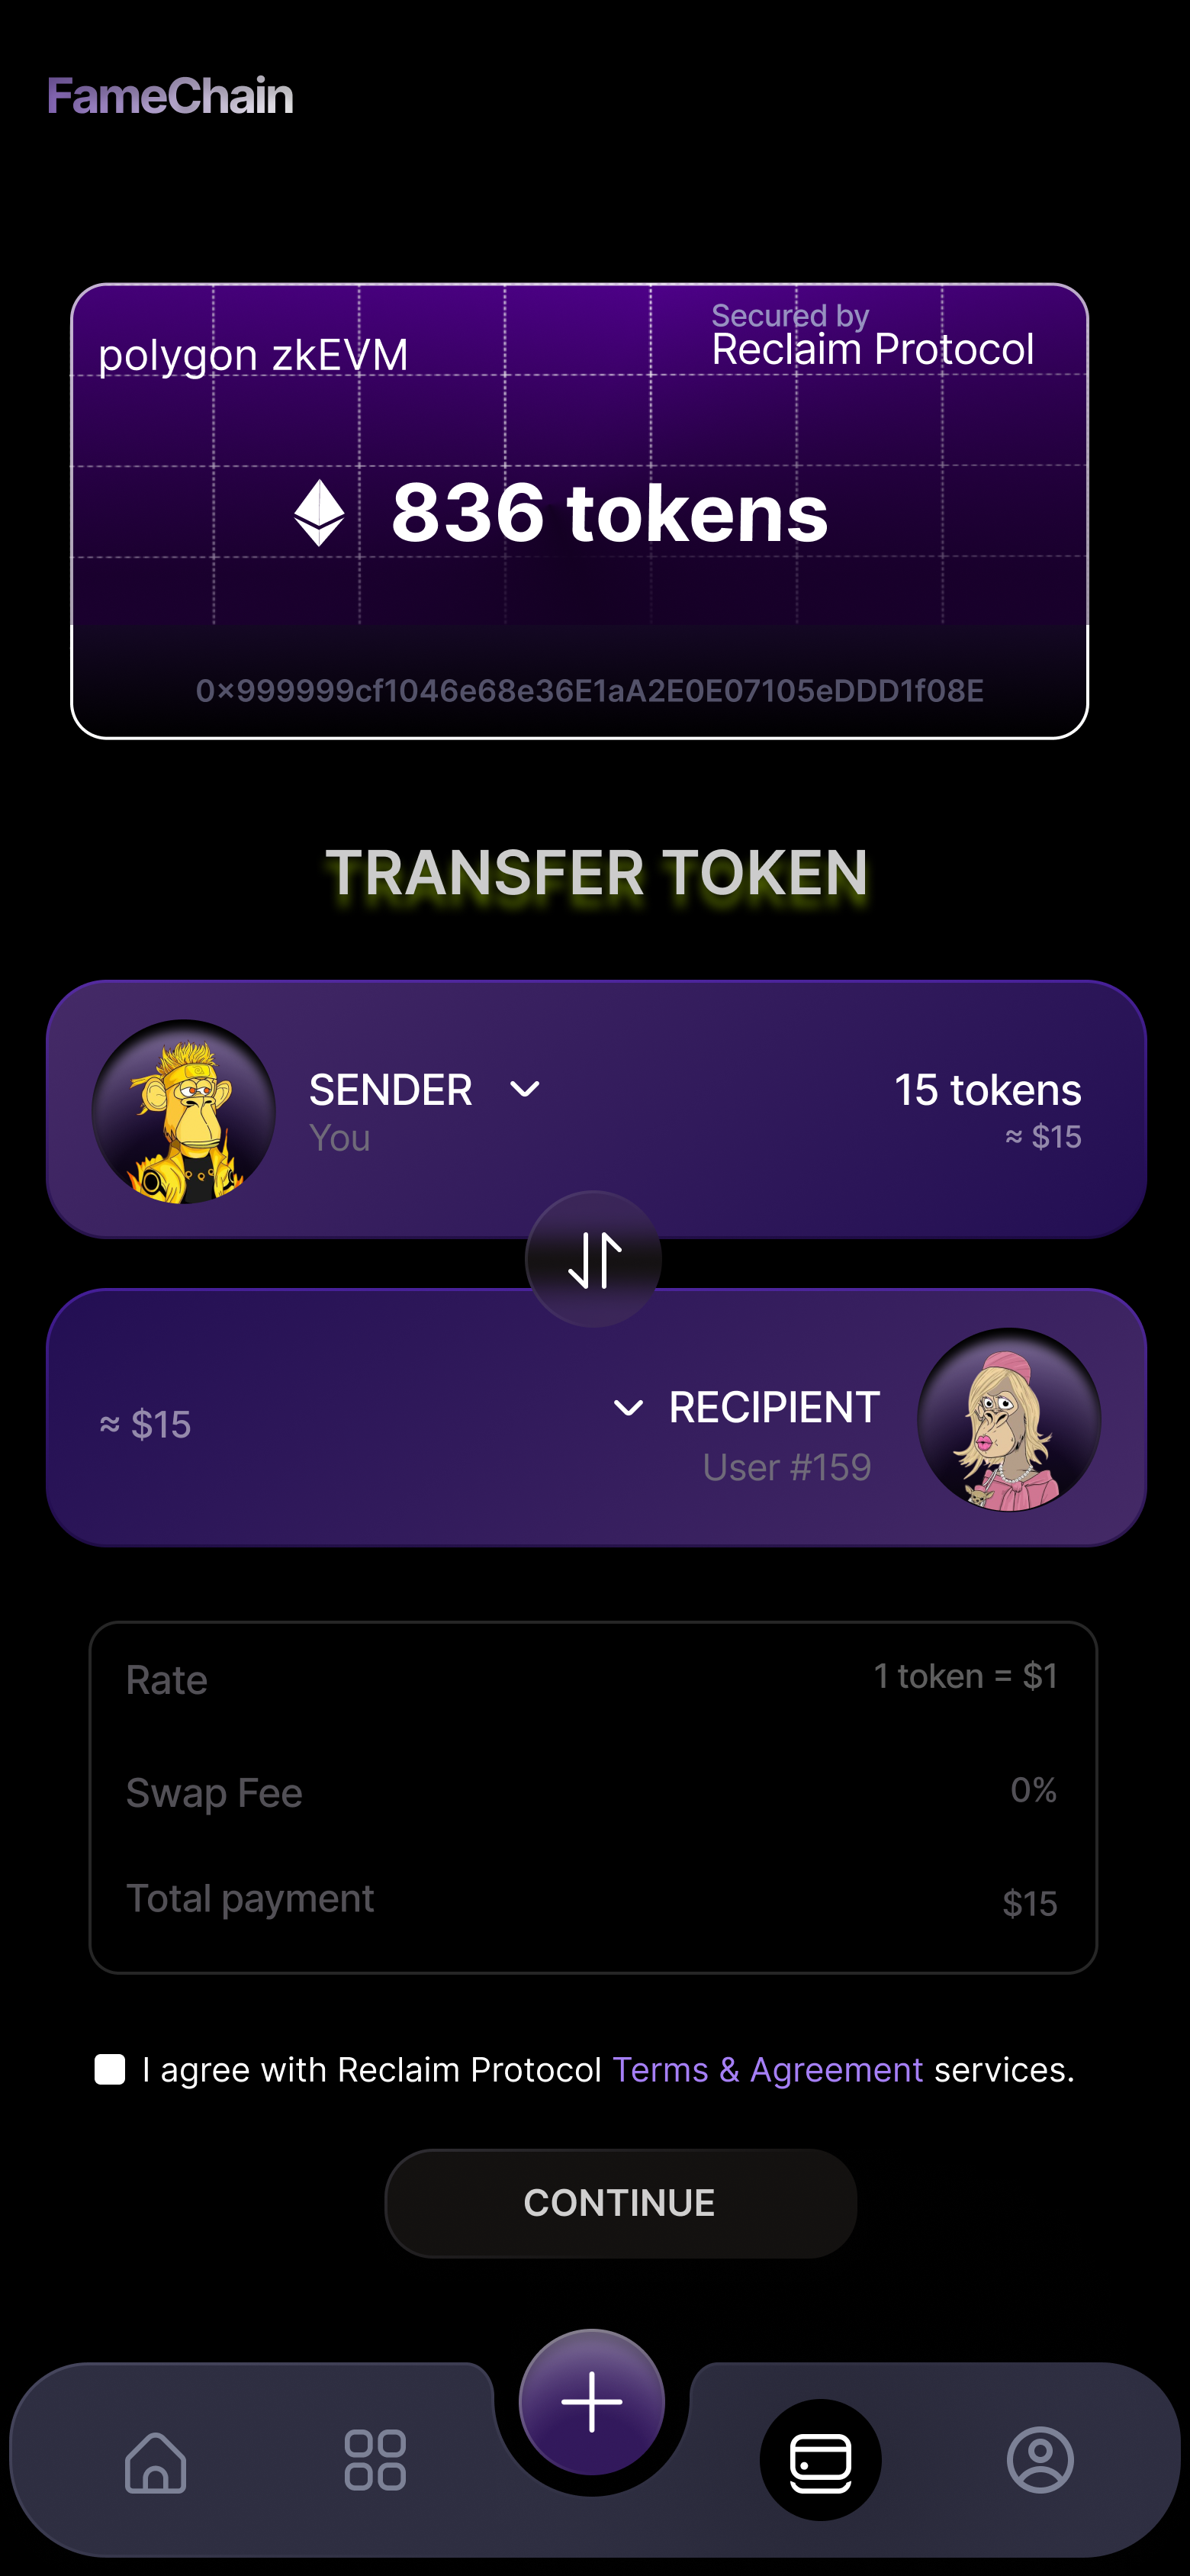 FameChain
Secured by
polygon zkEVM Reclaim Protocol
836 tokens
0×999999cf1046e68e36E1aA2E0E07105eDDD1f08E
TRANSFER TOKEN
SENDER 15 tokens
You ≈ $15
RECIPIENT
≈ $15
User #159
Rate 1 token = $1
Swap Fee 0%
Total payment $15
I agree with Reclaim Protocol Terms & Agreement services.
CONTINUE